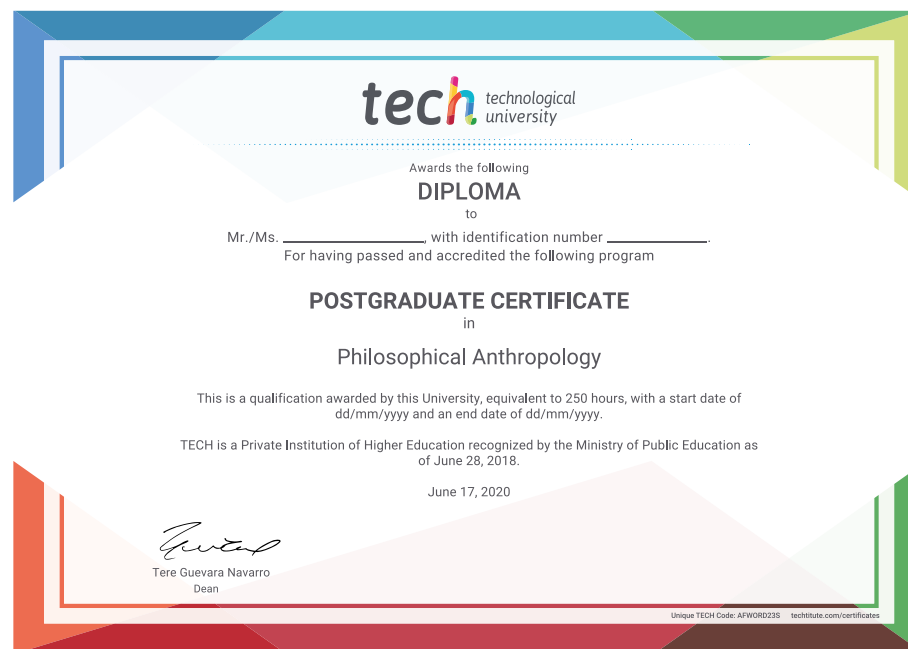 tech technological
university
Awards the following
DIPLOMA
to
Mr./Ms. ____________________, with identification number ______________.
For having passed and accredited the following program
POSTGRADUATE CERTIFICATE
in
Philosophical Anthropology
This is a qualification awarded by this University, equivalent to 250 hours, with a start date of
dd/mm/yyyy and an end date of dd/mm/yyyy.
TECH is a Private Institution of Higher Education recognized by the Ministry of Public Education as
of June 28, 2018.
June 17, 2020
Tere Guevara Navarro
Dean
Unique TECH Code: AFWORD23S techtitute.com/certificates